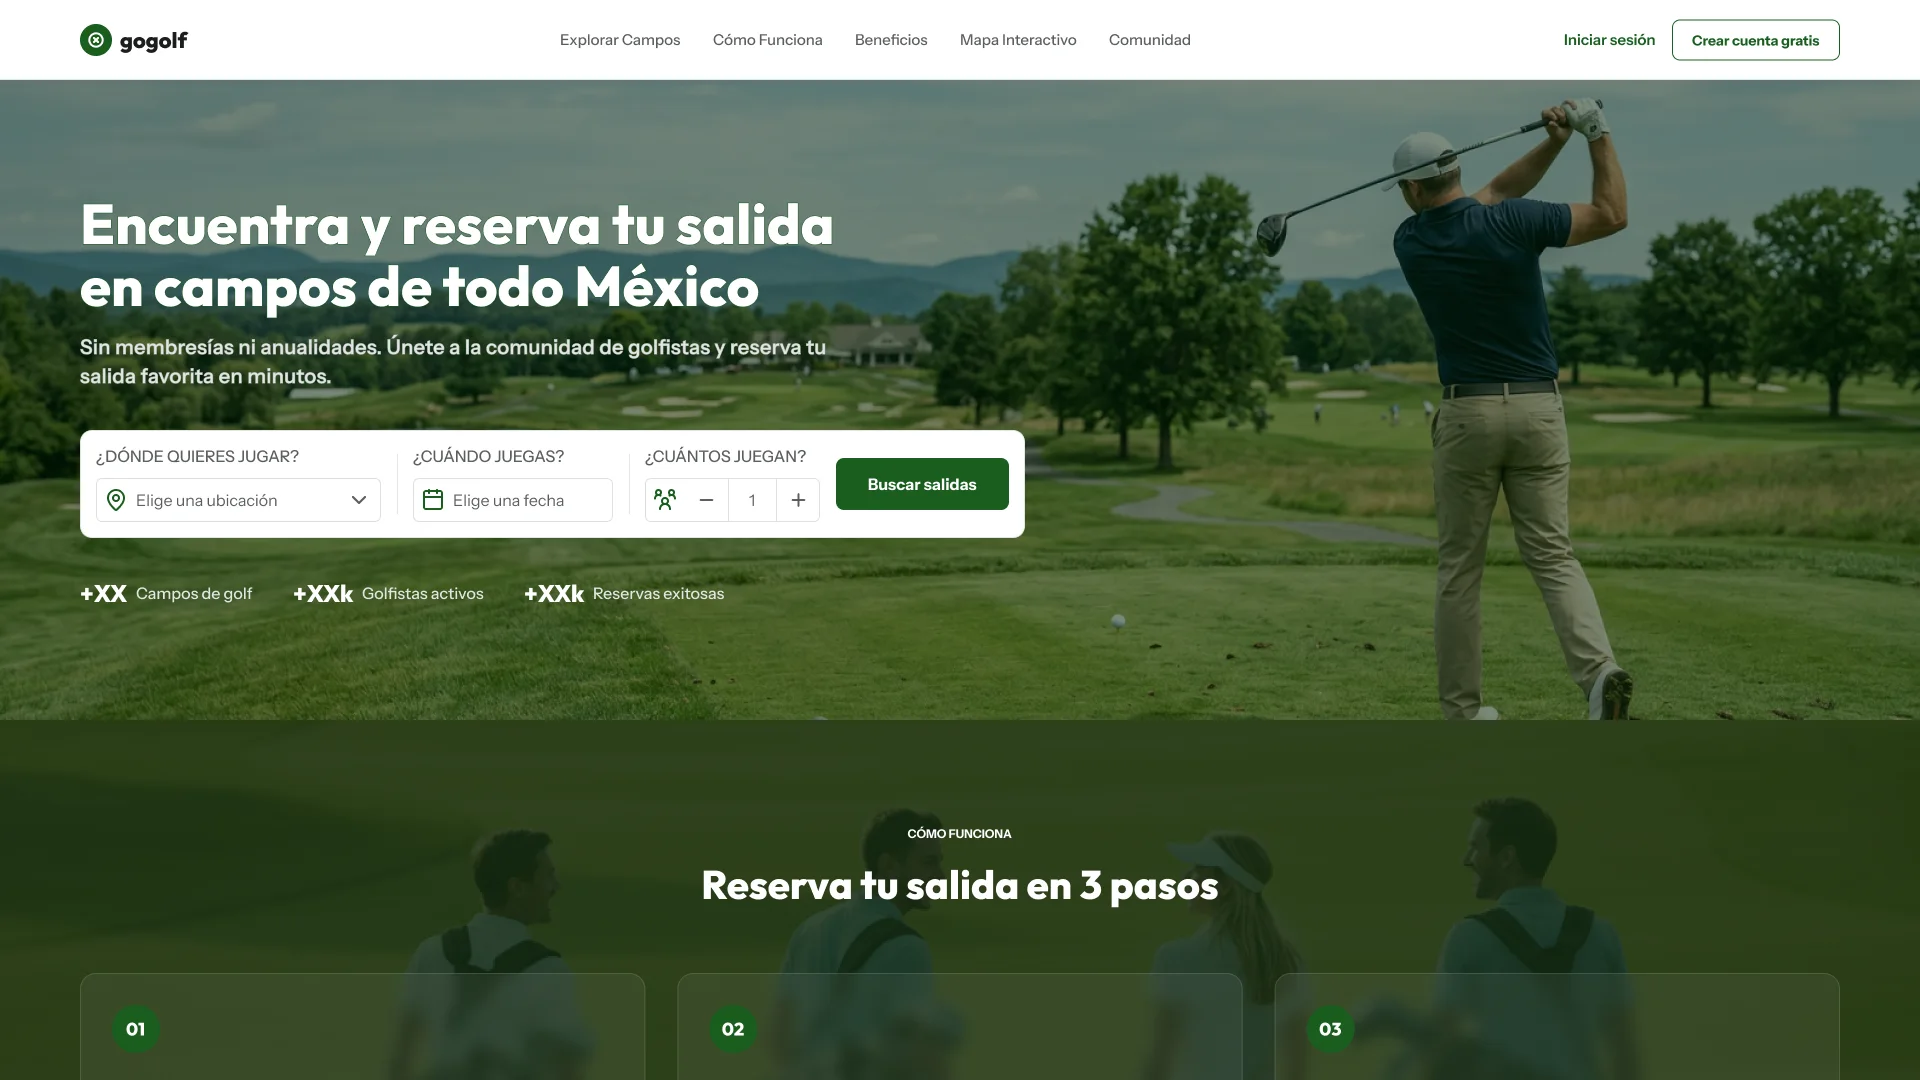 gogolf
Explorar Campos
Cómo Funciona
Beneficios
Mapa Interactivo
Comunidad
Iniciar sesión
Crear cuenta gratis
Encuentra y reserva tu salida
en campos de todo México
Sin membresías ni anualidades. Únete a la comunidad de golfistas y reserva tu
salida favorita en minutos.
¿DÓNDE QUIERES JUGAR?
Elige una ubicación
¿CUÁNDO JUEGAS?
Elige una fecha
¿CUÁNTOS JUEGAN?
1
Buscar salidas
+XX Campos de golf
+XXk Golfistas activos
+XXk Reservas exitosas
CÓMO FUNCIONA
Reserva tu salida en 3 pasos
01
02
03